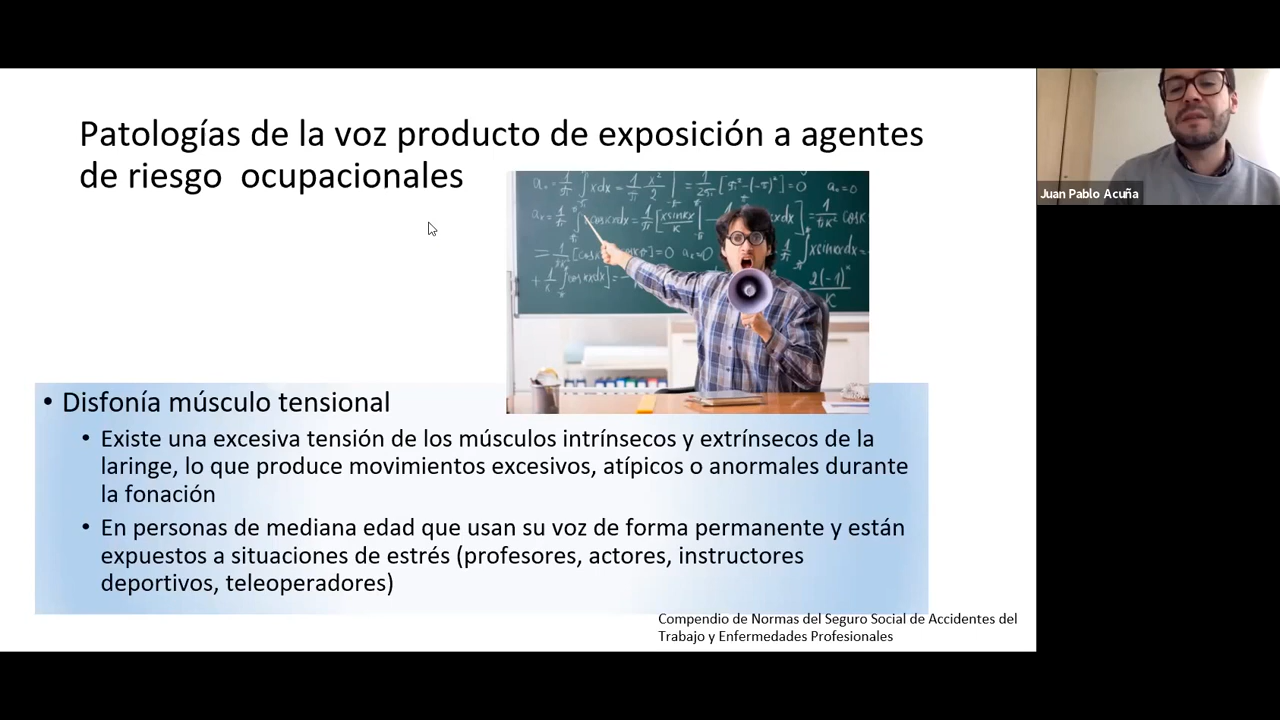 Patologías de la voz producto de exposición a agentes
de riesgo ocupacionales
Juan Pablo Acuña
• Disfonía músculo tensional
• Existe una excesiva tensión de los músculos intrínsecos y extrínsecos de la
laringe, lo que produce movimientos excesivos, atípicos o anormales durante
la fonación
• En personas de mediana edad que usan su voz de forma permanente y están
expuestos a situaciones de estrés (profesores, actores, instructores
deportivos, teleoperadores)
Compendio de Normas del Seguro Social de Accidentes del
Trabajo y Enfermedades Profesionales